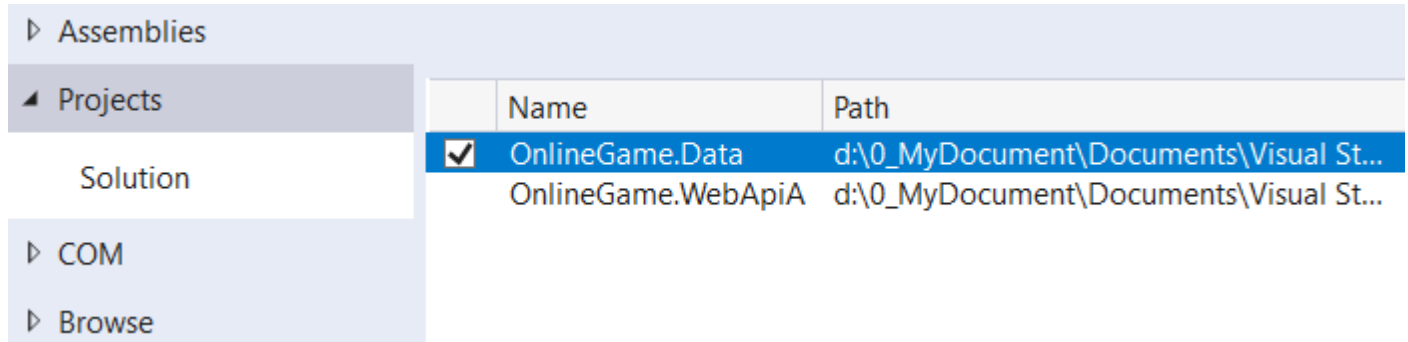 Assemblies
Projects
Solution
COM
Browse
Name Path
OnlineGame.Data d:\0_MyDocument\Documents\Visual St...
OnlineGame.WebApiA d:\0_MyDocument\Documents\Visual St...